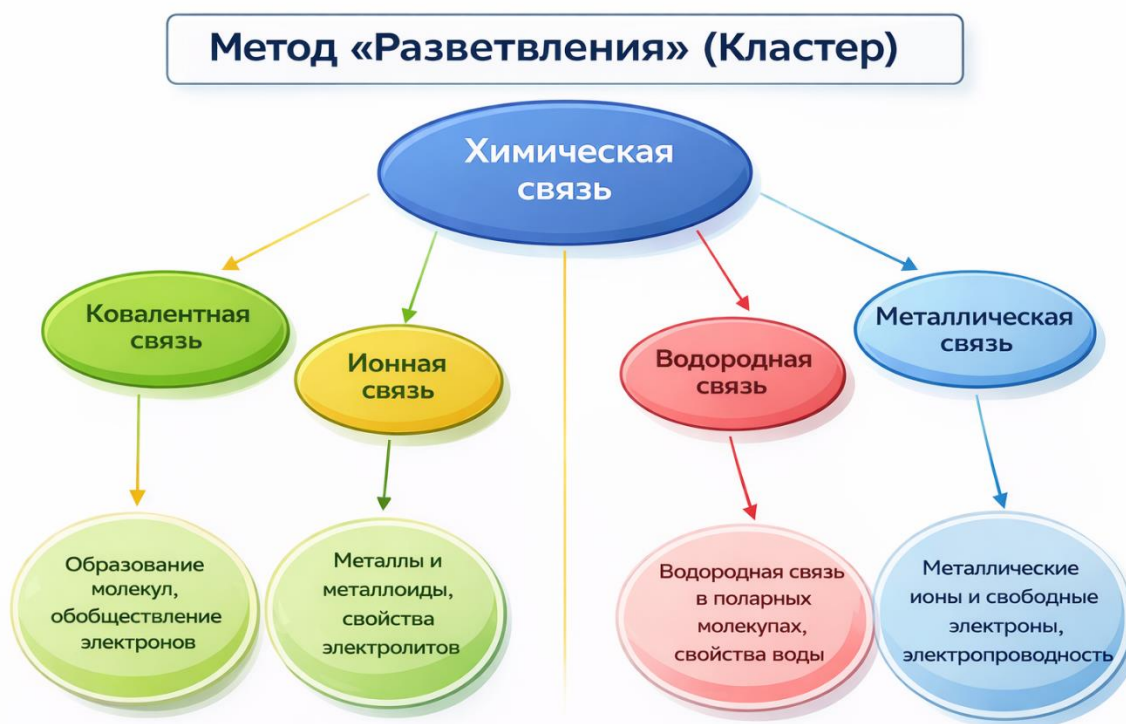 Метод «Разветвления» (Кластер)
Химическая
связь
Ковалентная
связь
Ионная
связь
Водородная
связь
Металлическая
связь
Образование
молекул,
обобществление
электронов
Металлы и
металлоиды,
свойства
электролитов
Водородная связь
в поларных
молекупах,
свойства воды
Металлические
ионы и свободные
электроны,
электропроводность